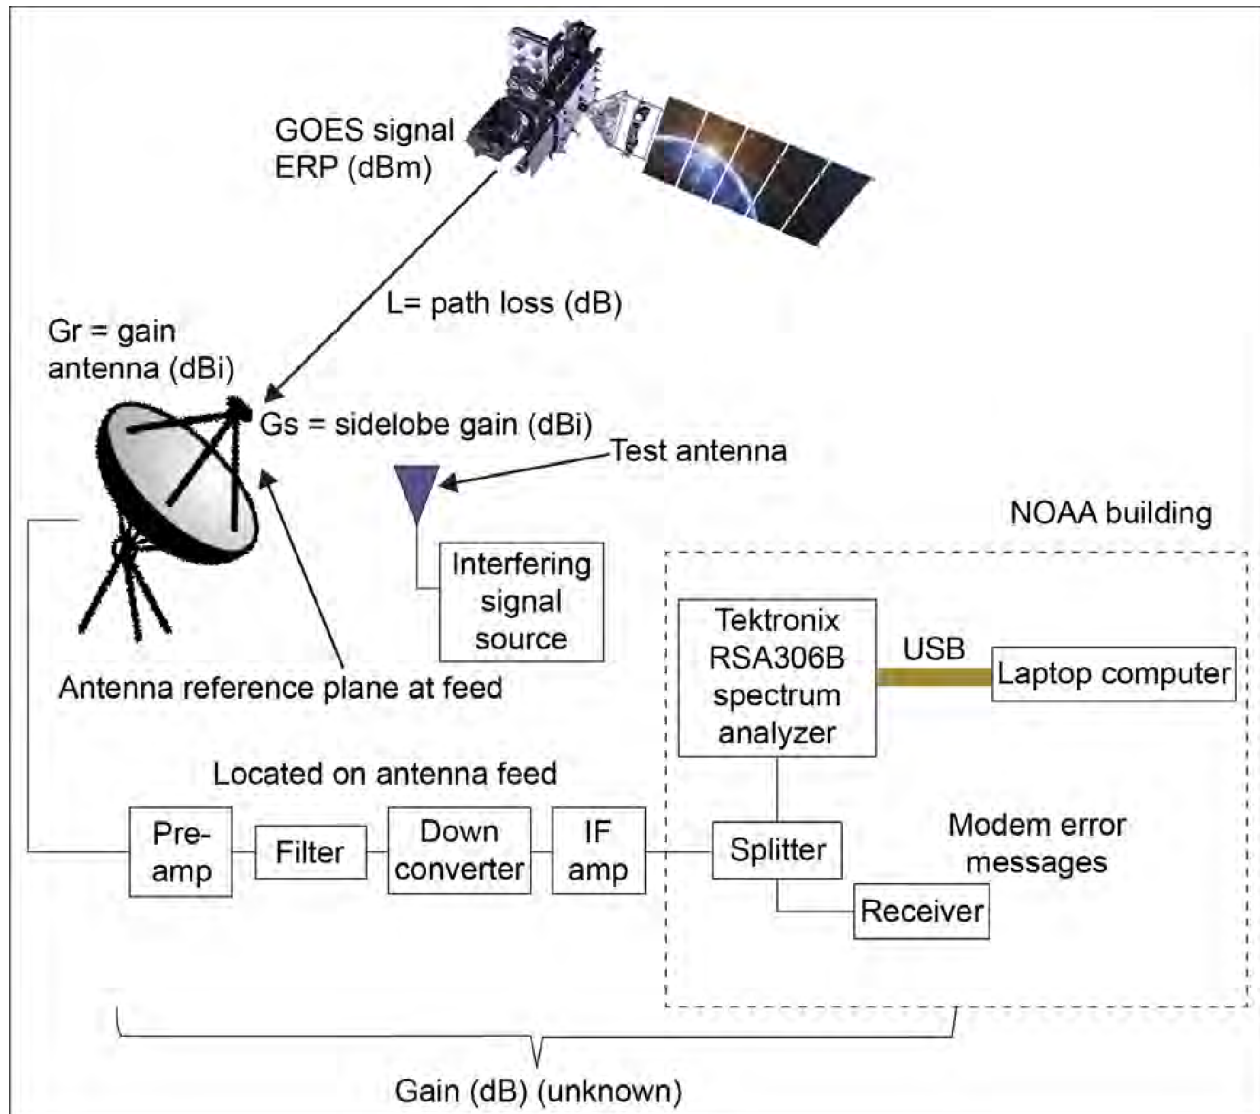 GOES signal
ERP (dBm)
L= path loss (dB)
Gr = gain
antenna (dBi)
Gs = sidelobe gain (dBi)
Test antenna
NOAA building
Interfering
signal
source
Tektronix
RSA306B
spectrum
analyzer
USB
Laptop computer
Antenna reference plane at feed
Located on antenna feed
Pre-
amp
Filter
Down
converter
IF
amp
Splitter
Modem error
messages
Receiver
Gain (dB) (unknown)